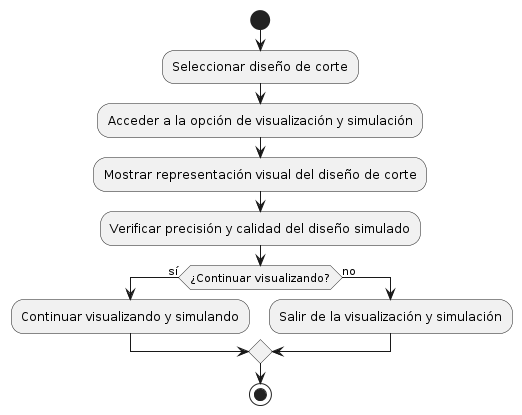 Seleccionar diseño de corte
Acceder a la opción de visualización y simulación
Mostrar representación visual del diseño de corte
Verificar precisión y calidad del diseño simulado
sí
¿Continuar visualizando?
no
Continuar visualizando y simulando
Salir de la visualización y simulación